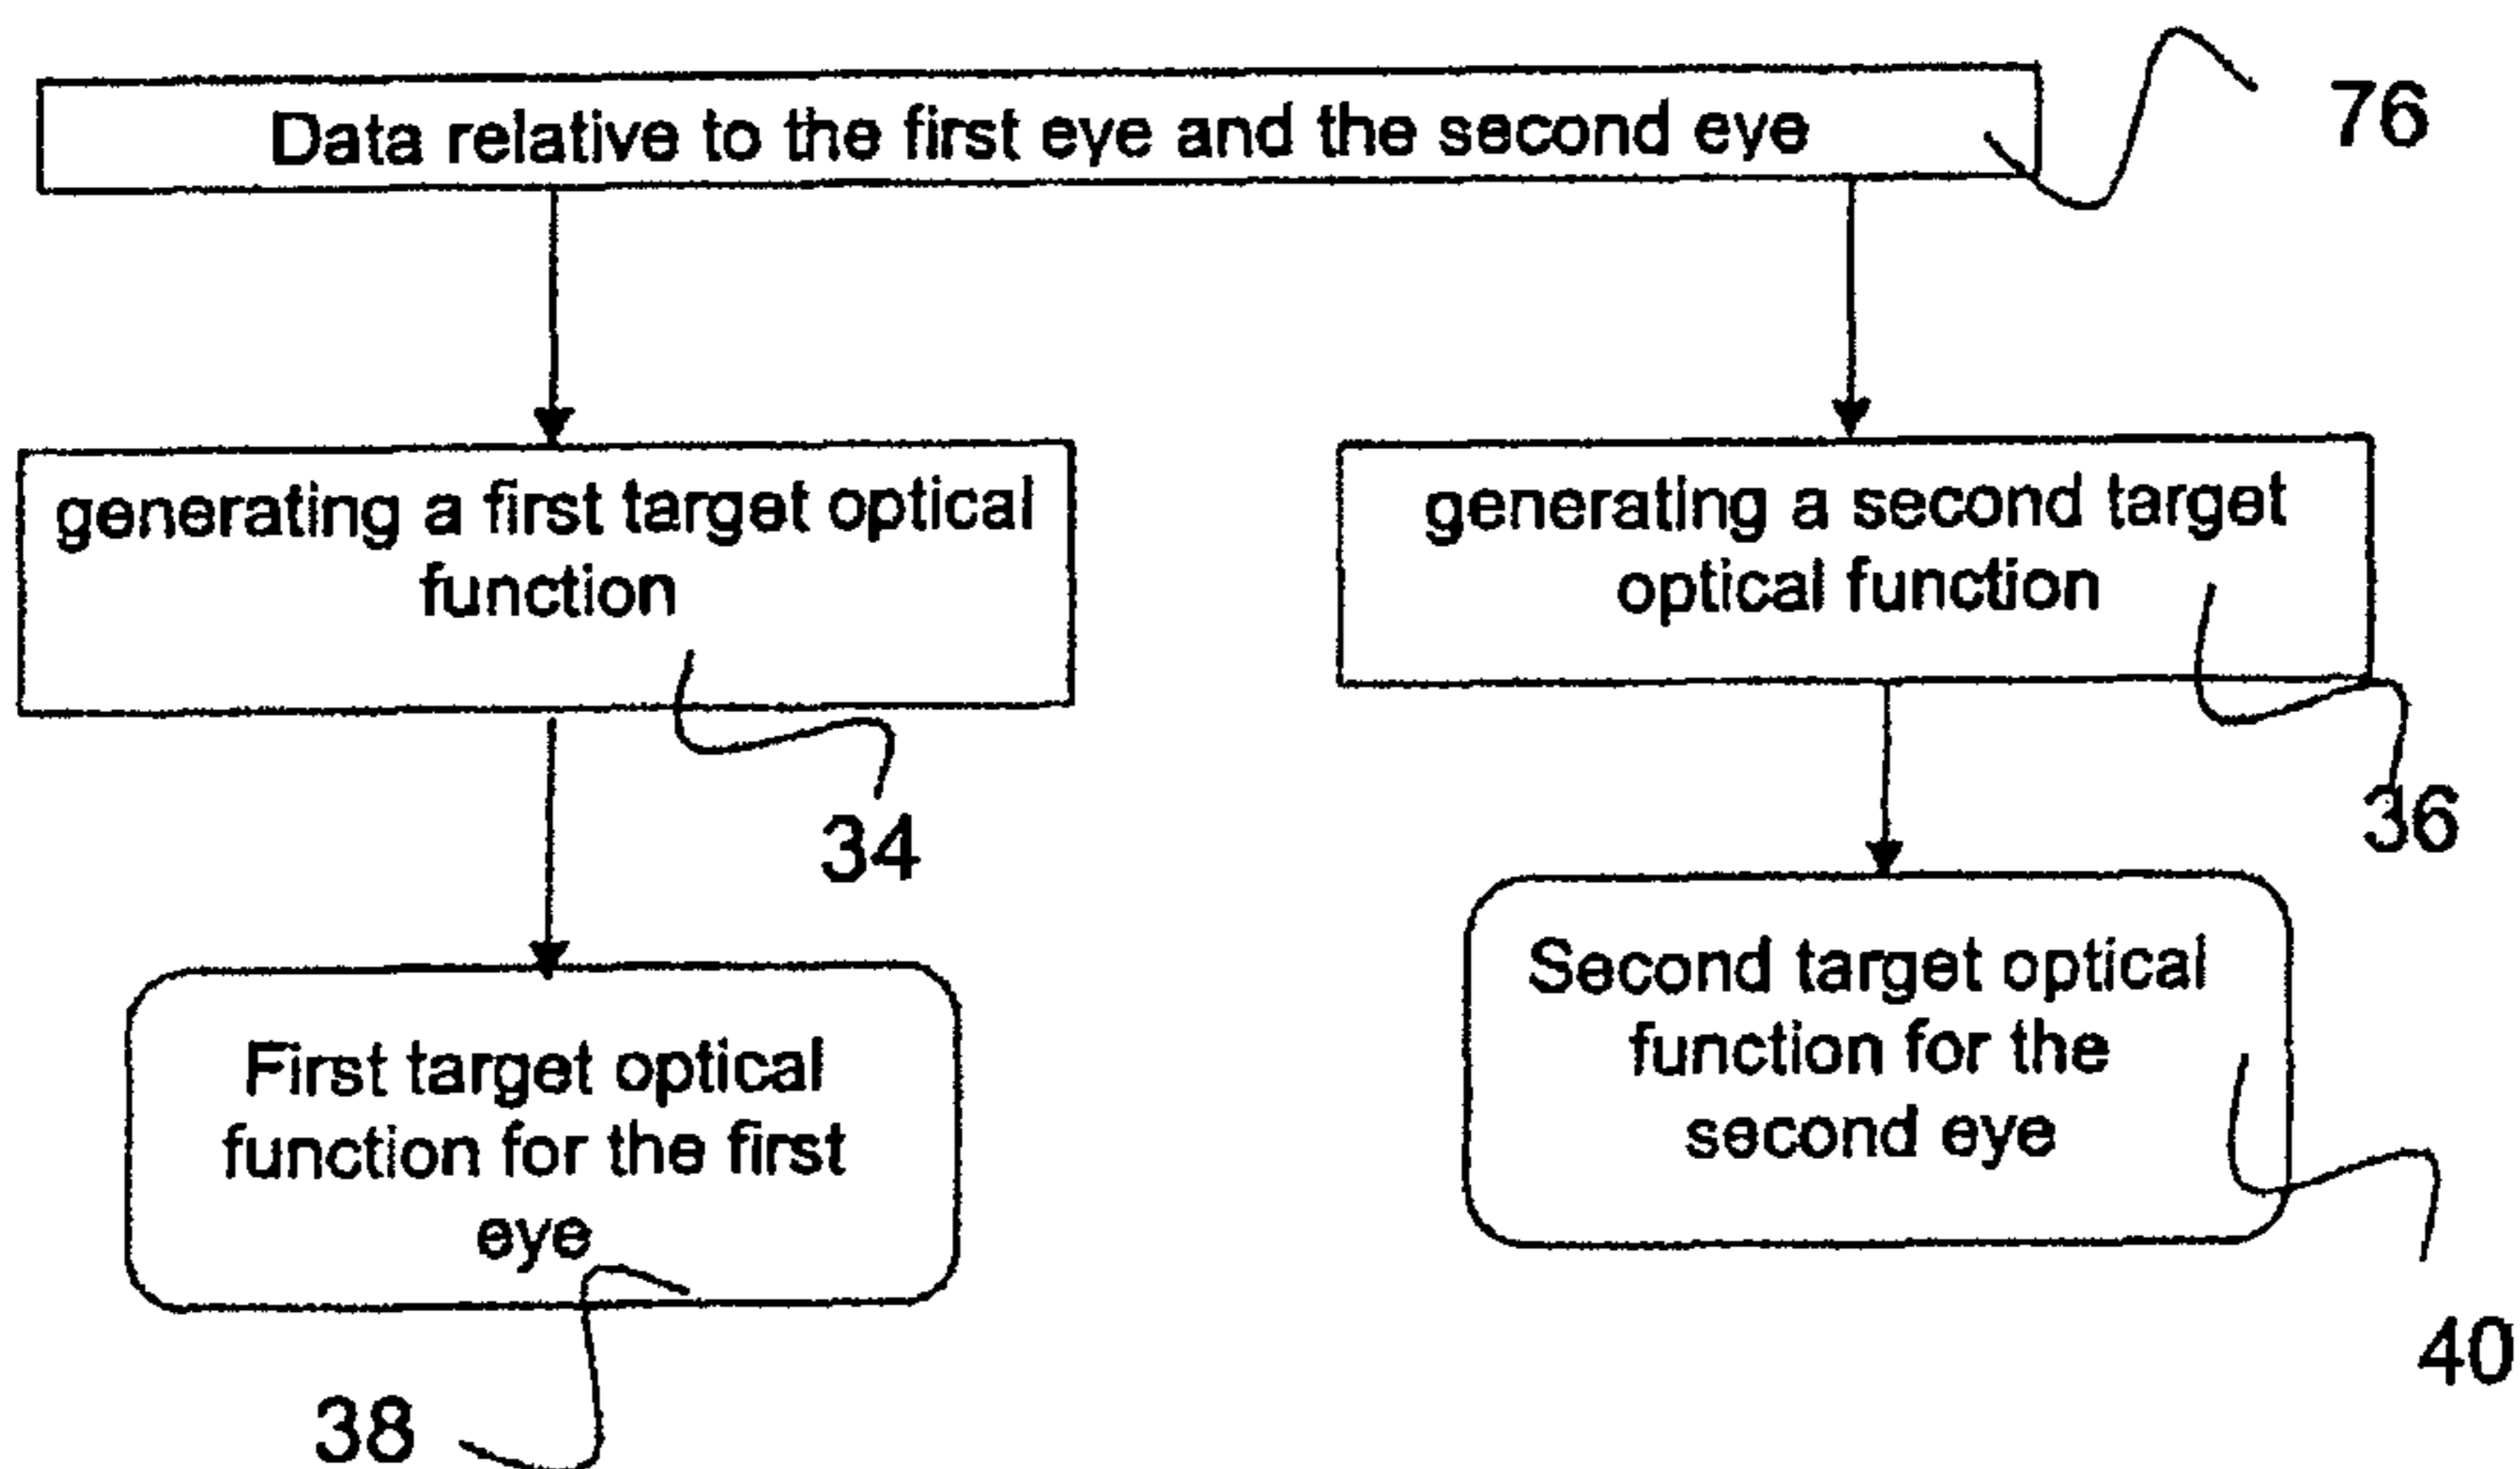 Data relative to the first eye and the second eye
76
generating a first target optical
function
34
generating a second target
optical function
36
First target optical
function for the first
eye
38
Second target optical
function for the
second eye
40